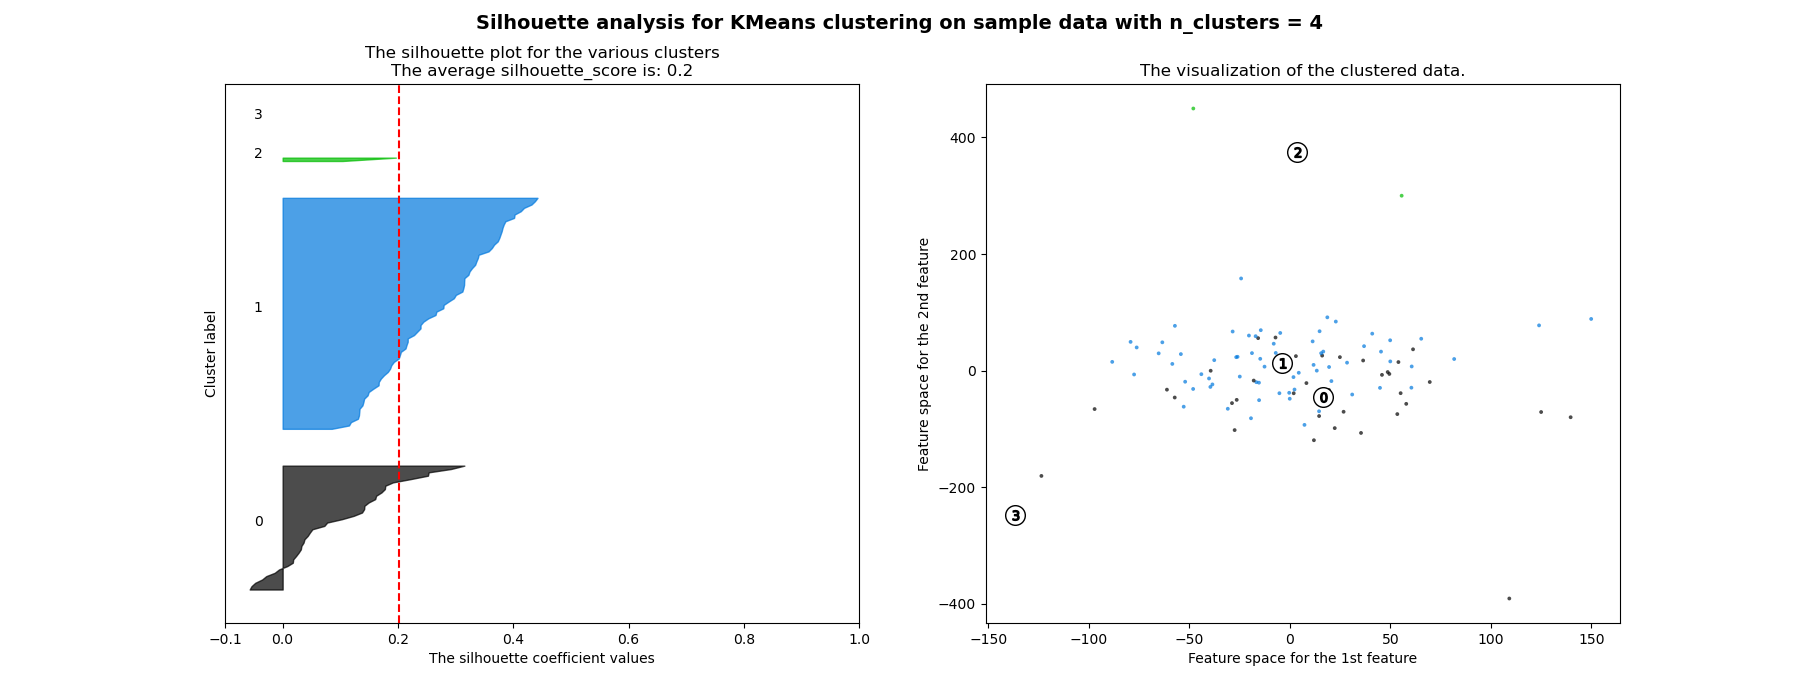 Silhouette analysis for KMeans clustering on sample data with n_clusters = 4
The silhouette plot for the various clusters
The average silhouette_score is: 0.2
3
2
1
0
Cluster label
−0.1 0.0 0.2 0.4 0.6 0.8 1.0
The silhouette coefficient values
The visualization of the clustered data.
400
200
0
−200
−400
Feature space for the 2nd feature
2
1
0
3
−150 −100 −50 0 50 100 150
Feature space for the 1st feature